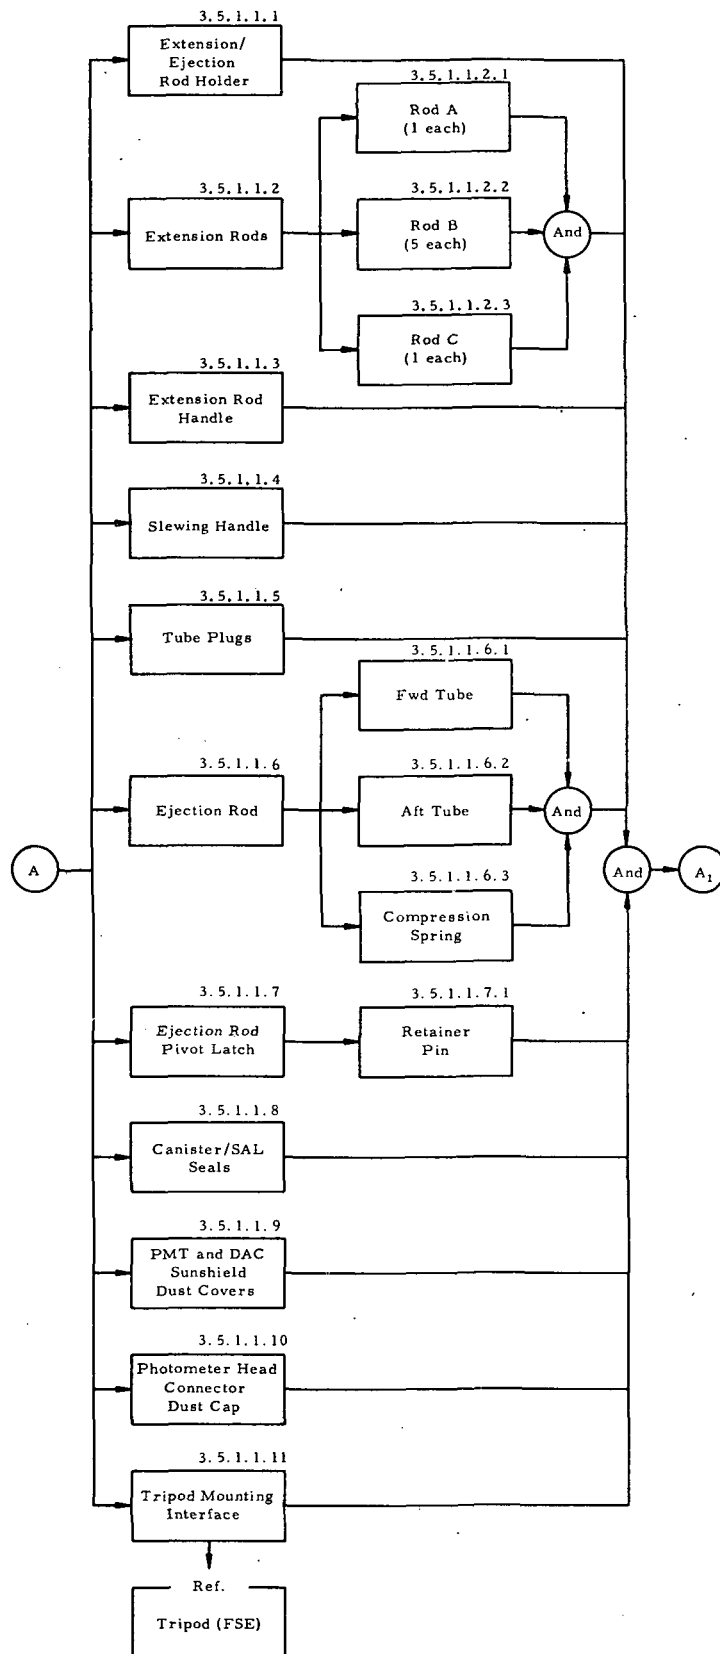 3.5.1.1.1
Extension/
Ejection
Rod Holder
3.5.1.1.2.1
Rod A
(1 each)
3.5.1.1.2
Extension Rods
3.5.1.1.2.2
Rod B
(5 each)
And
3.5.1.1.2.3
Rod C
(1 each)
3.5.1.1.3
Extension Rod
Handle
3.5.1.1.4
Slewing Handle
3.5.1.1.5
Tube Plugs
3.5.1.1.6.1
Fwd Tube
3.5.1.1.6
Ejection Rod
3.5.1.1.6.2
Aft Tube
And
A
And
A1
3.5.1.1.6.3
Compression
Spring
3.5.1.1.7
Ejection Rod
Pivot Latch
3.5.1.1.7.1
Retainer
Pin
3.5.1.1.8
Canister/SAL
Seals
3.5.1.1.9
PMT and DAC
Sunshield
Dust Covers
3.5.1.1.10
Photometer Head
Connector
Dust Cap
3.5.1.1.11
Tripod Mounting
Interface
Ref.
Tripod (FSE)